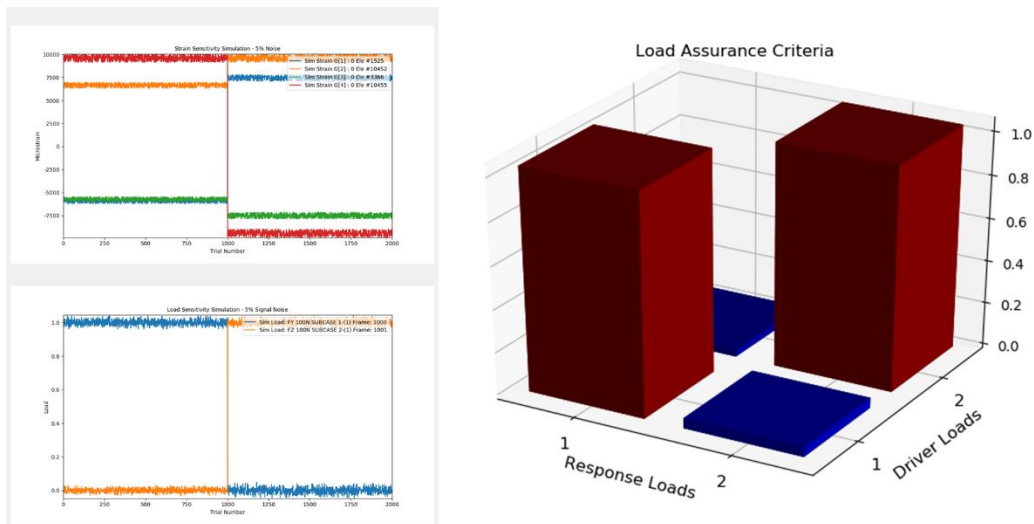 Strain Sensitivity Simulation - 5% Noise
10000
7500
5000
2500
0
-2500
-5000
-7500
Microstrain
Sim Strain G[1] : 0 Ele #1525
Sim Strain G[2] : 0 Ele #10452
Sim Strain G[3] : 0 Ele #3366
Sim Strain G[4] : 0 Ele #10455
0 250 500 750 1000 1250 1500 1750 2000
Trial Number
Load Sensitivity Simulation - 3% Signal Noise
1.0
0.8
0.6
0.4
0.2
0.0
Load
Sim Load: FY 100N SUBCASE 1-(1) Frame: 1000
Sim Load: FZ 100N SUBCASE 2-(1) Frame: 1001
0 250 500 750 1000 1250 1500 1750 2000
Trial Number
Load Assurance Criteria
1.0
0.8
0.6
0.4
0.2
0.0
1
2
Response Loads
1
2
Driver Loads